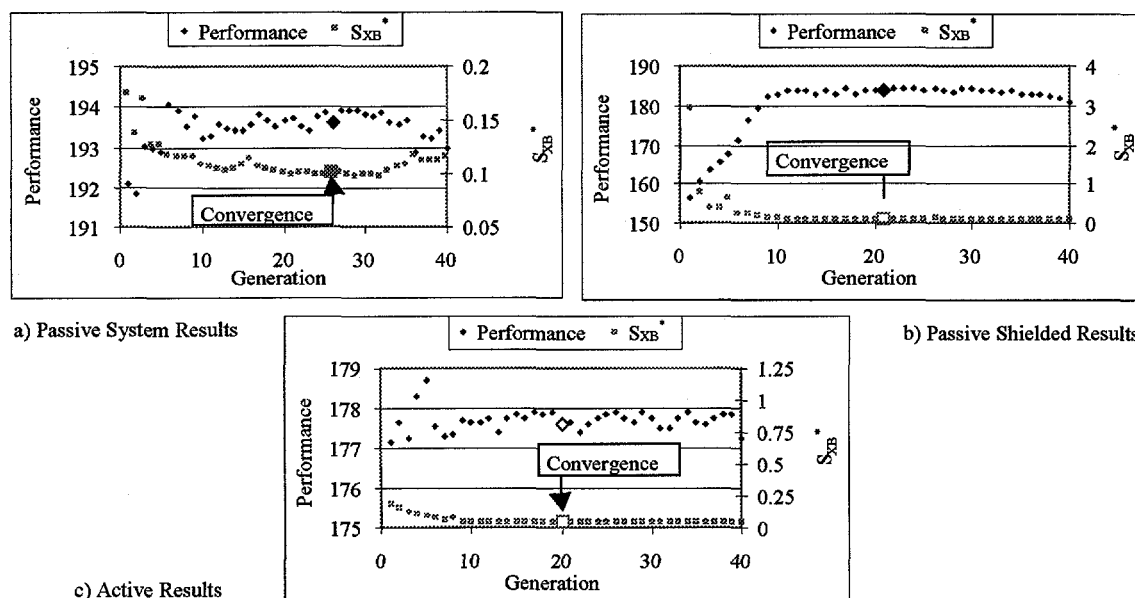 Performance SXB*
195
194
193
192
191
Performance
0.2
0.15
0.1
0.05
SXB*
Convergence
0 10 20 30 40
Generation
a) Passive System Results
Performance SXB*
190
180
170
160
150
Performance
4
3
2
1
0
SXB*
Convergence
0 10 20 30 40
Generation
b) Passive Shielded Results
Performance SXB*
179
178
177
176
175
Performance
1.25
1
0.75
0.5
0.25
0
SXB*
Convergence
0 20 40
Generation
c) Active Results